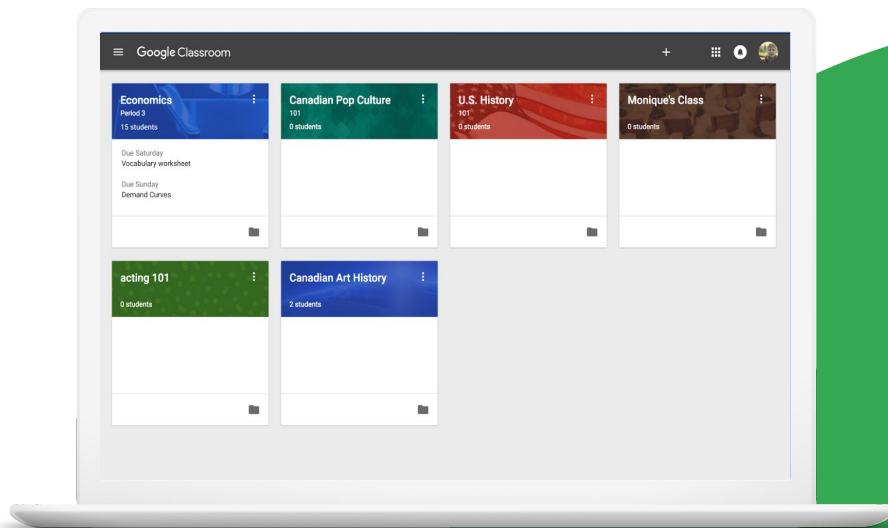 Google Classroom
Economics
Period 3
15 students
Due Saturday
Vocabulary worksheet
Due Sunday
Demand Curves
Canadian Pop Culture
101
0 students
U.S. History
101
0 students
Monique's Class
0 students
acting 101
0 students
Canadian Art History
2 students